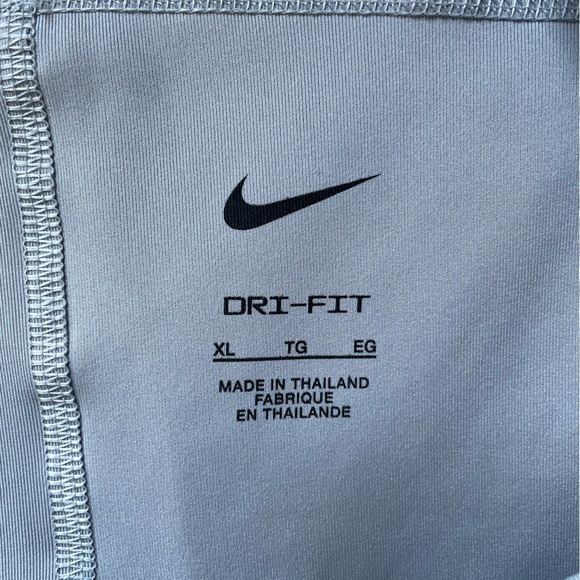 DRI-FIT
XL TG EG
MADE IN THAILAND
FABRIQUE
EN THAILANDE